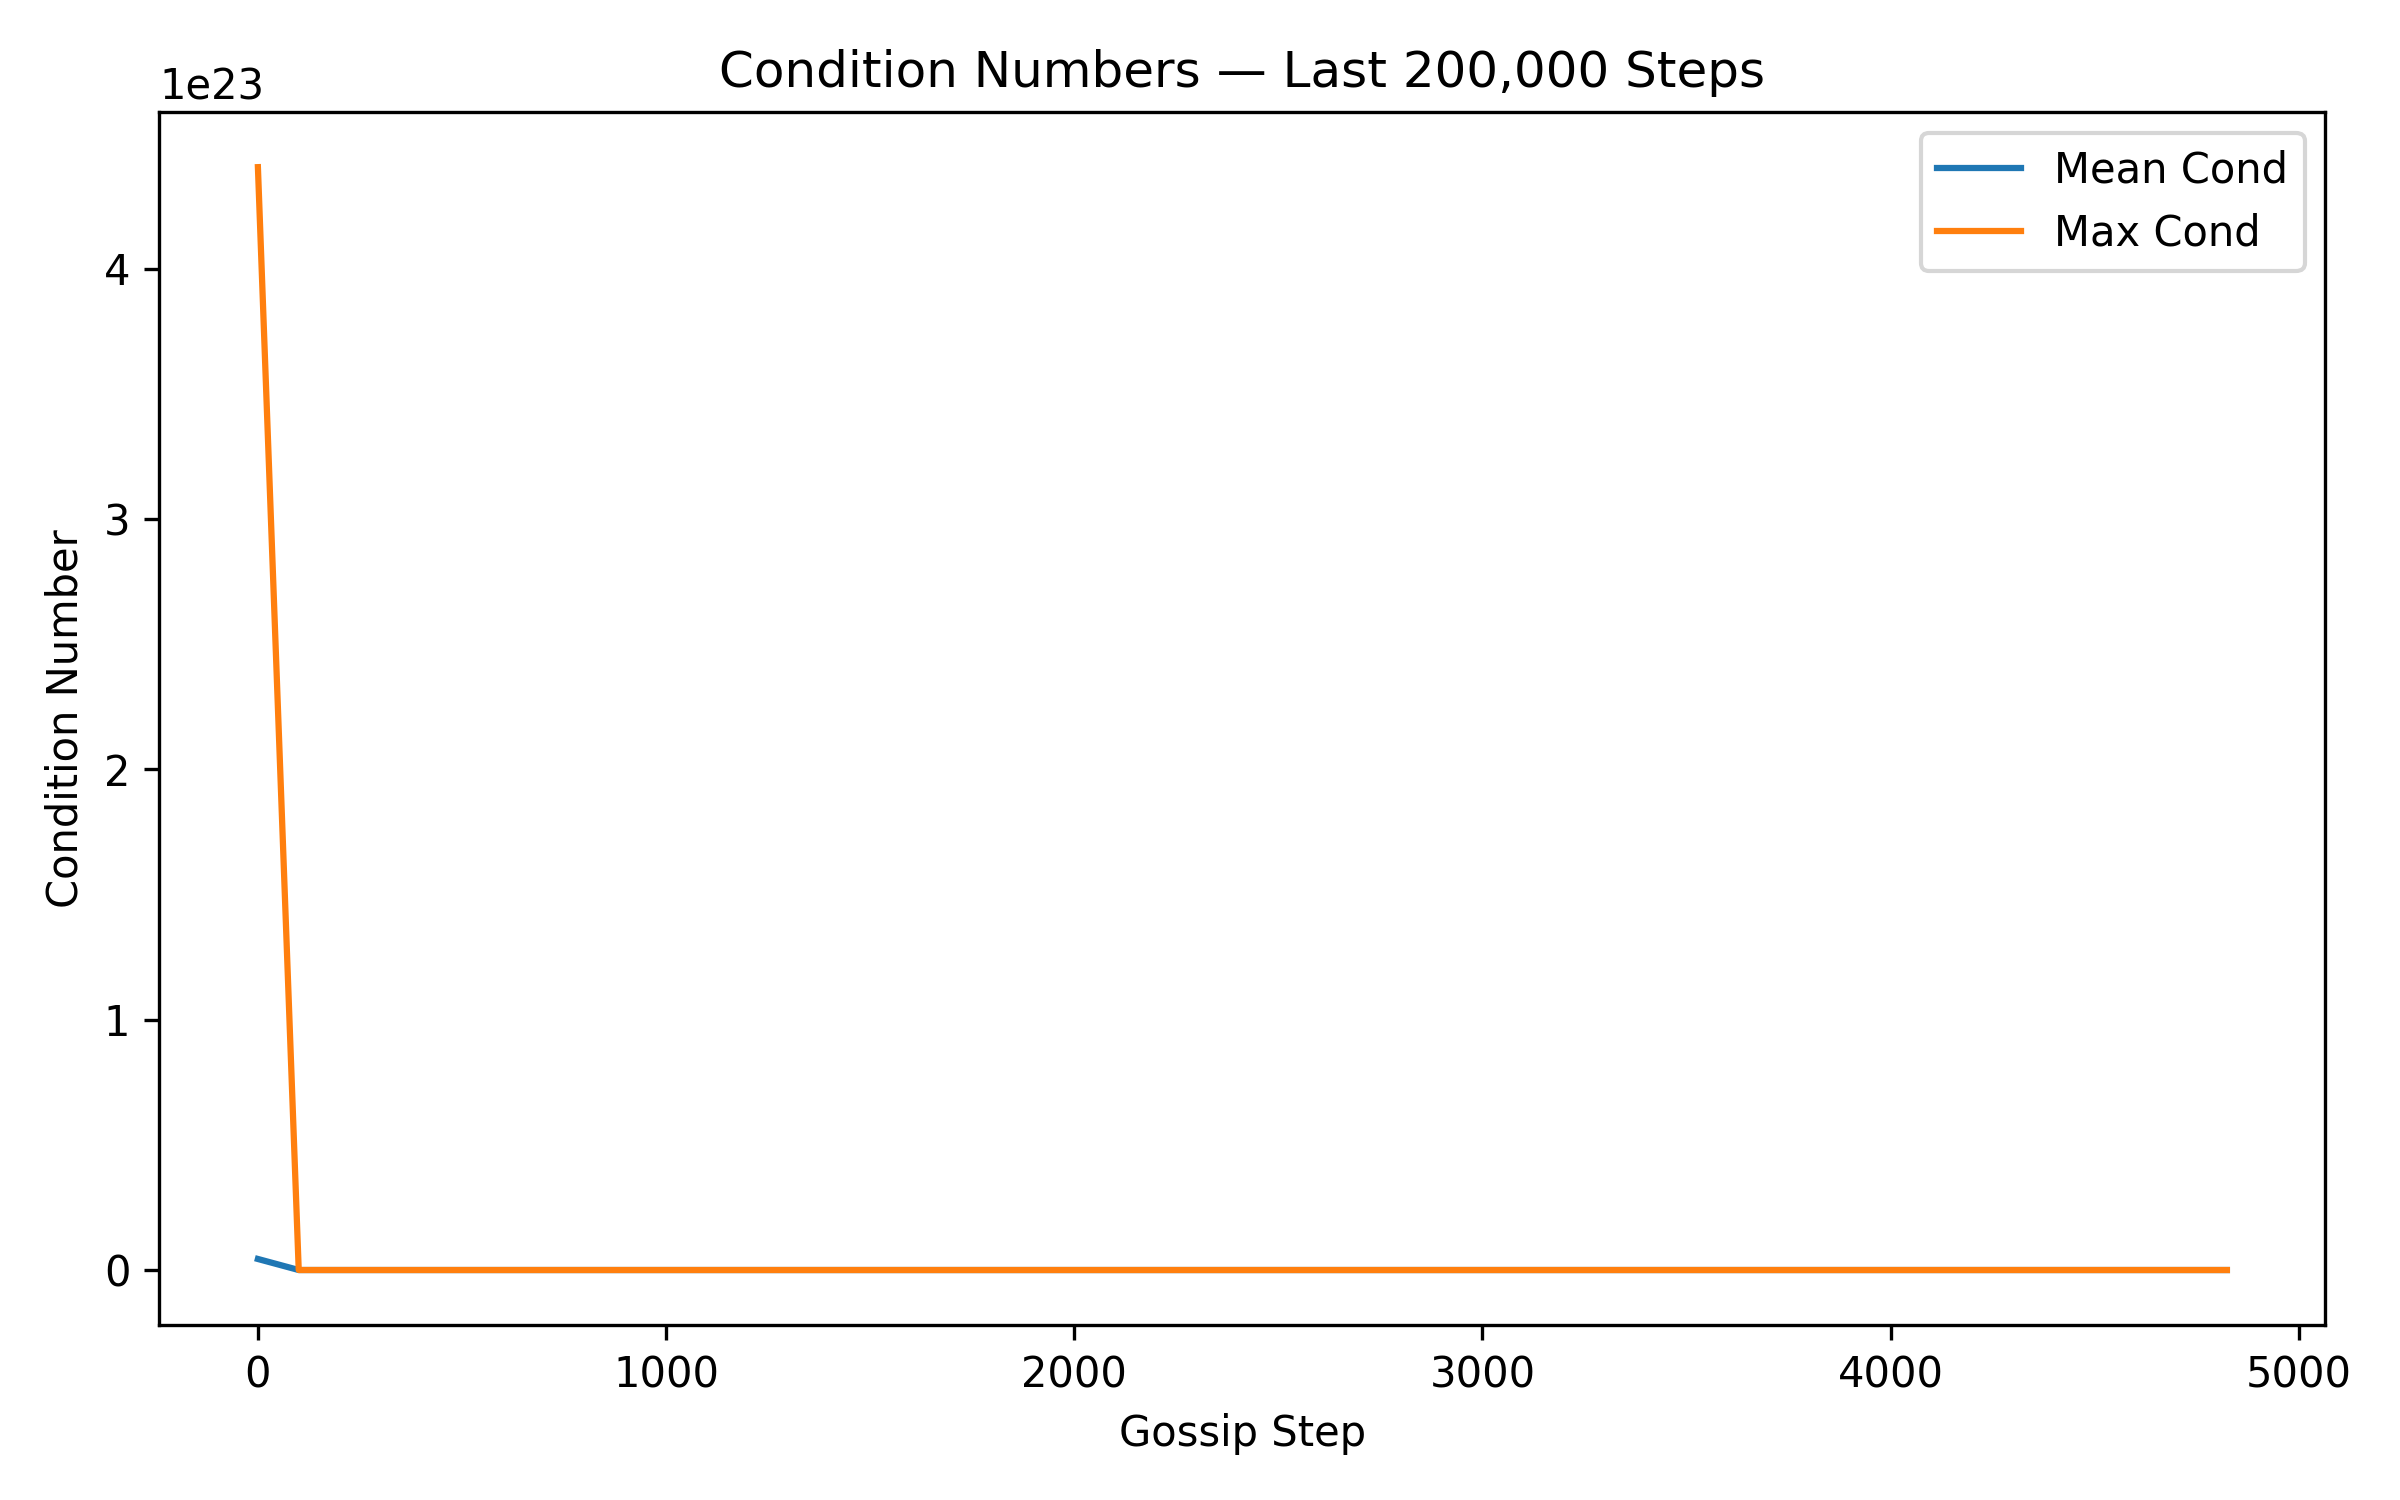 Condition Numbers — Last 200,000 Steps
1e23
Mean Cond
Max Cond
4
3
2
1
0
Condition Number
0 1000 2000 3000 4000 5000
Gossip Step